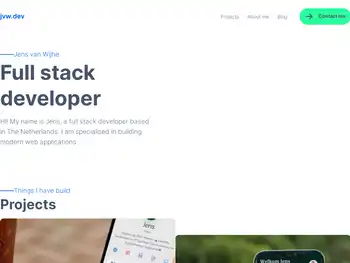 jvw.dev
Projects About me Blog Contact me
Jens van Wijhe
Full stack
developer
Hi! My name is Jens, a full stack developer based
in The Netherlands. I am specialised in building
modern web applications
Things I have build
Projects
Jens
Welkom Jens